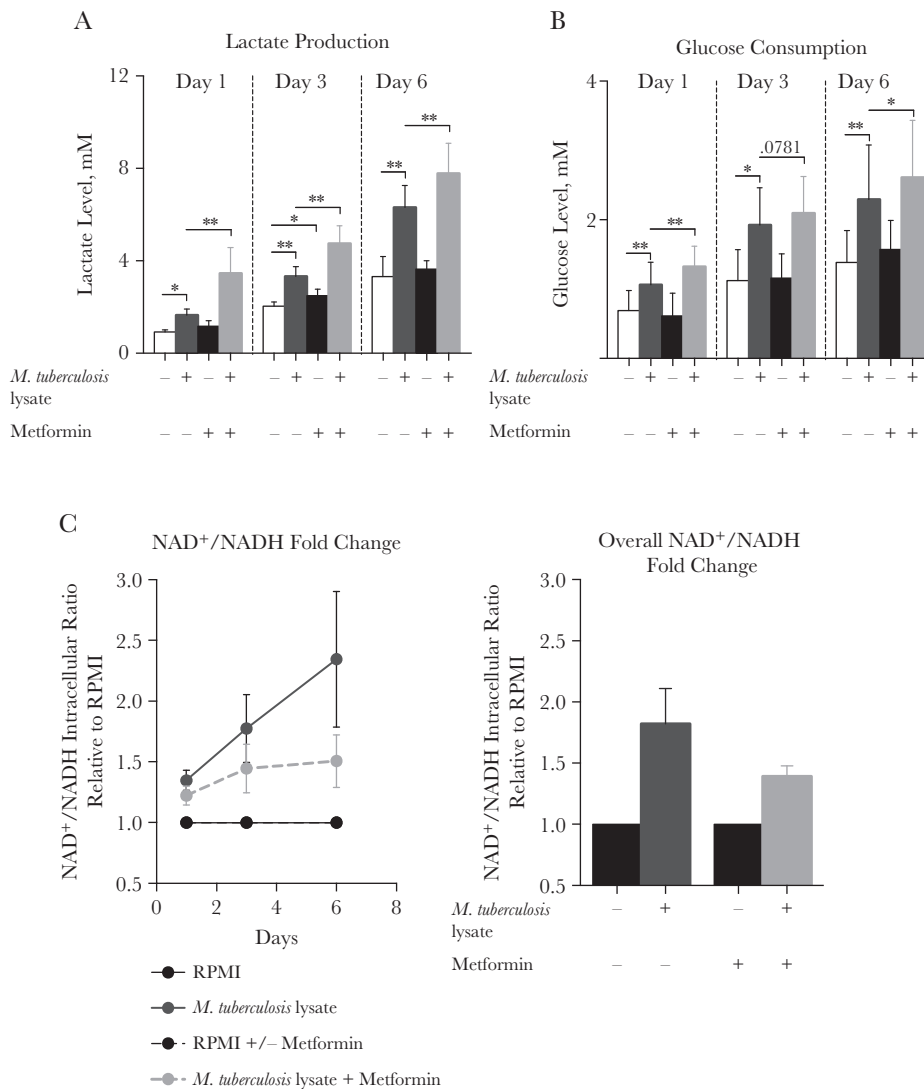 A
Lactate Production
Lactate Level, mM
12
8
4
0
Day 1
Day 3
Day 6
*
**
**
*
**
**
**
M. tuberculosis
lysate
– + – + – + – + – + – +
Metformin
– – + + – – + + – – + +
B
Glucose Consumption
Glucose Level, mM
4
2
Day 1
Day 3
Day 6
**
**
*
.0781
**
*
M. tuberculosis
lysate
– + – + – + – + – + – +
Metformin
– – + + – – + + – – + +
C
NAD+/NADH Fold Change
NAD+/NADH Intracellular Ratio
Relative to RPMI
3.0
2.5
2.0
1.5
1.0
0.5
0 2 4 6 8
Days
RPMI
M. tuberculosis lysate
RPMI +/– Metformin
M. tuberculosis lysate + Metformin
Overall NAD+/NADH
Fold Change
NAD+/NADH Intracellular Ratio
Relative to RPMI
3.0
2.5
2.0
1.5
1.0
0.5
M. tuberculosis
lysate
– + – +
Metformin
– – + +